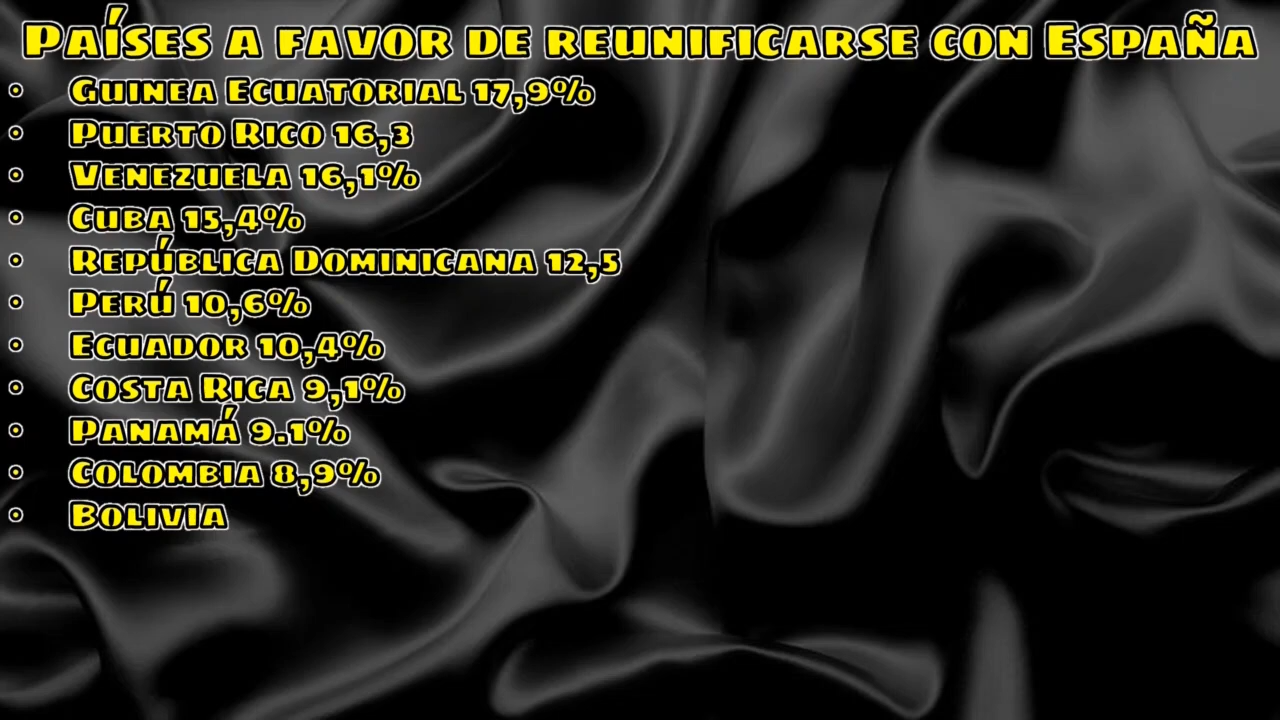 Países a favor de reunificarse con España
• Guinea Ecuatorial 17,9%
• Puerto Rico 16,3
• Venezuela 16,1%
• Cuba 15,4%
• República Dominicana 12,5
• Perú 10,6%
• Ecuador 10,4%
• Costa Rica 9,1%
• Panamá 9.1%
• Colombia 8,9%
• Bolivia